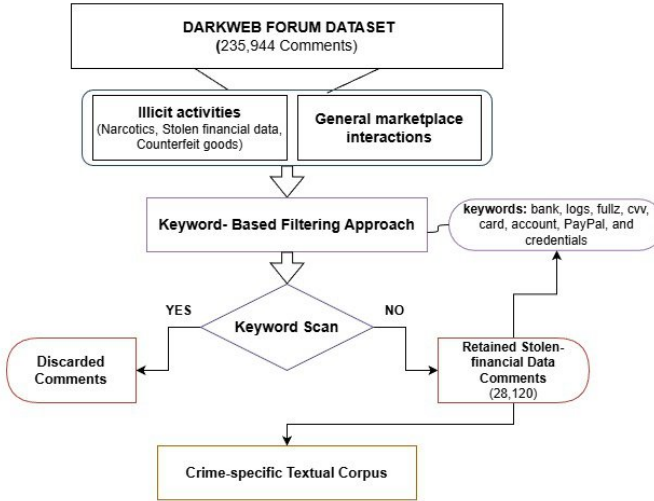 DARKWEB FORUM DATASET
(235,944 Comments)
Illicit activities
(Narcotics, Stolen financial data,
Counterfeit goods)
General marketplace
interactions
Keyword- Based Filtering Approach
keywords: bank, logs, fullz, cvv,
card, account, PayPal, and
credentials
YES
Keyword Scan
NO
Discarded
Comments
Retained Stolen-
financial Data
Comments
(28,120)
Crime-specific Textual Corpus